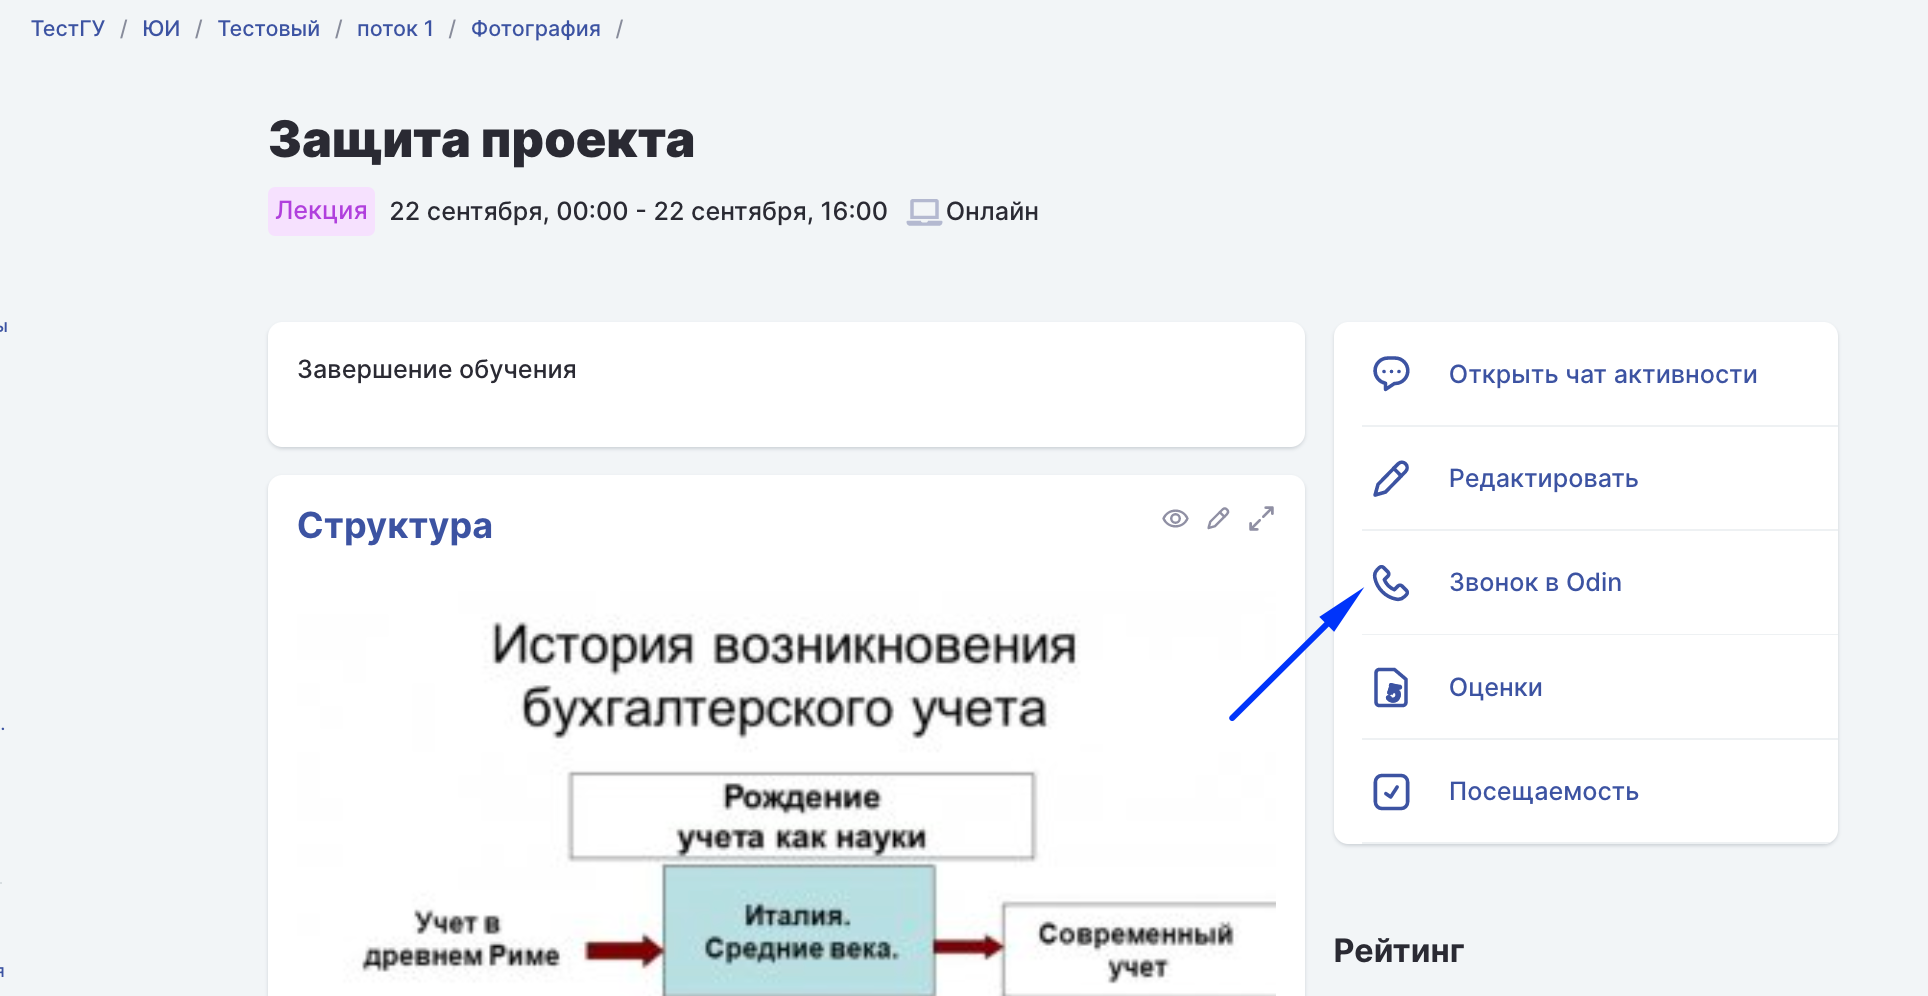 ТестГУ / ЮИ / Тестовый / поток 1 / Фотография /
Защита проекта
Лекция 22 сентября, 00:00 - 22 сентября, 16:00 Онлайн
Завершение обучения
Структура
История возникновения
бухгалтерского учета
Рождение
учета как науки
Учет в
древнем Риме
Италия.
Средние века.
Современный
учет
Открыть чат активности
Редактировать
Звонок в Odin
Оценки
Посещаемость
Рейтинг